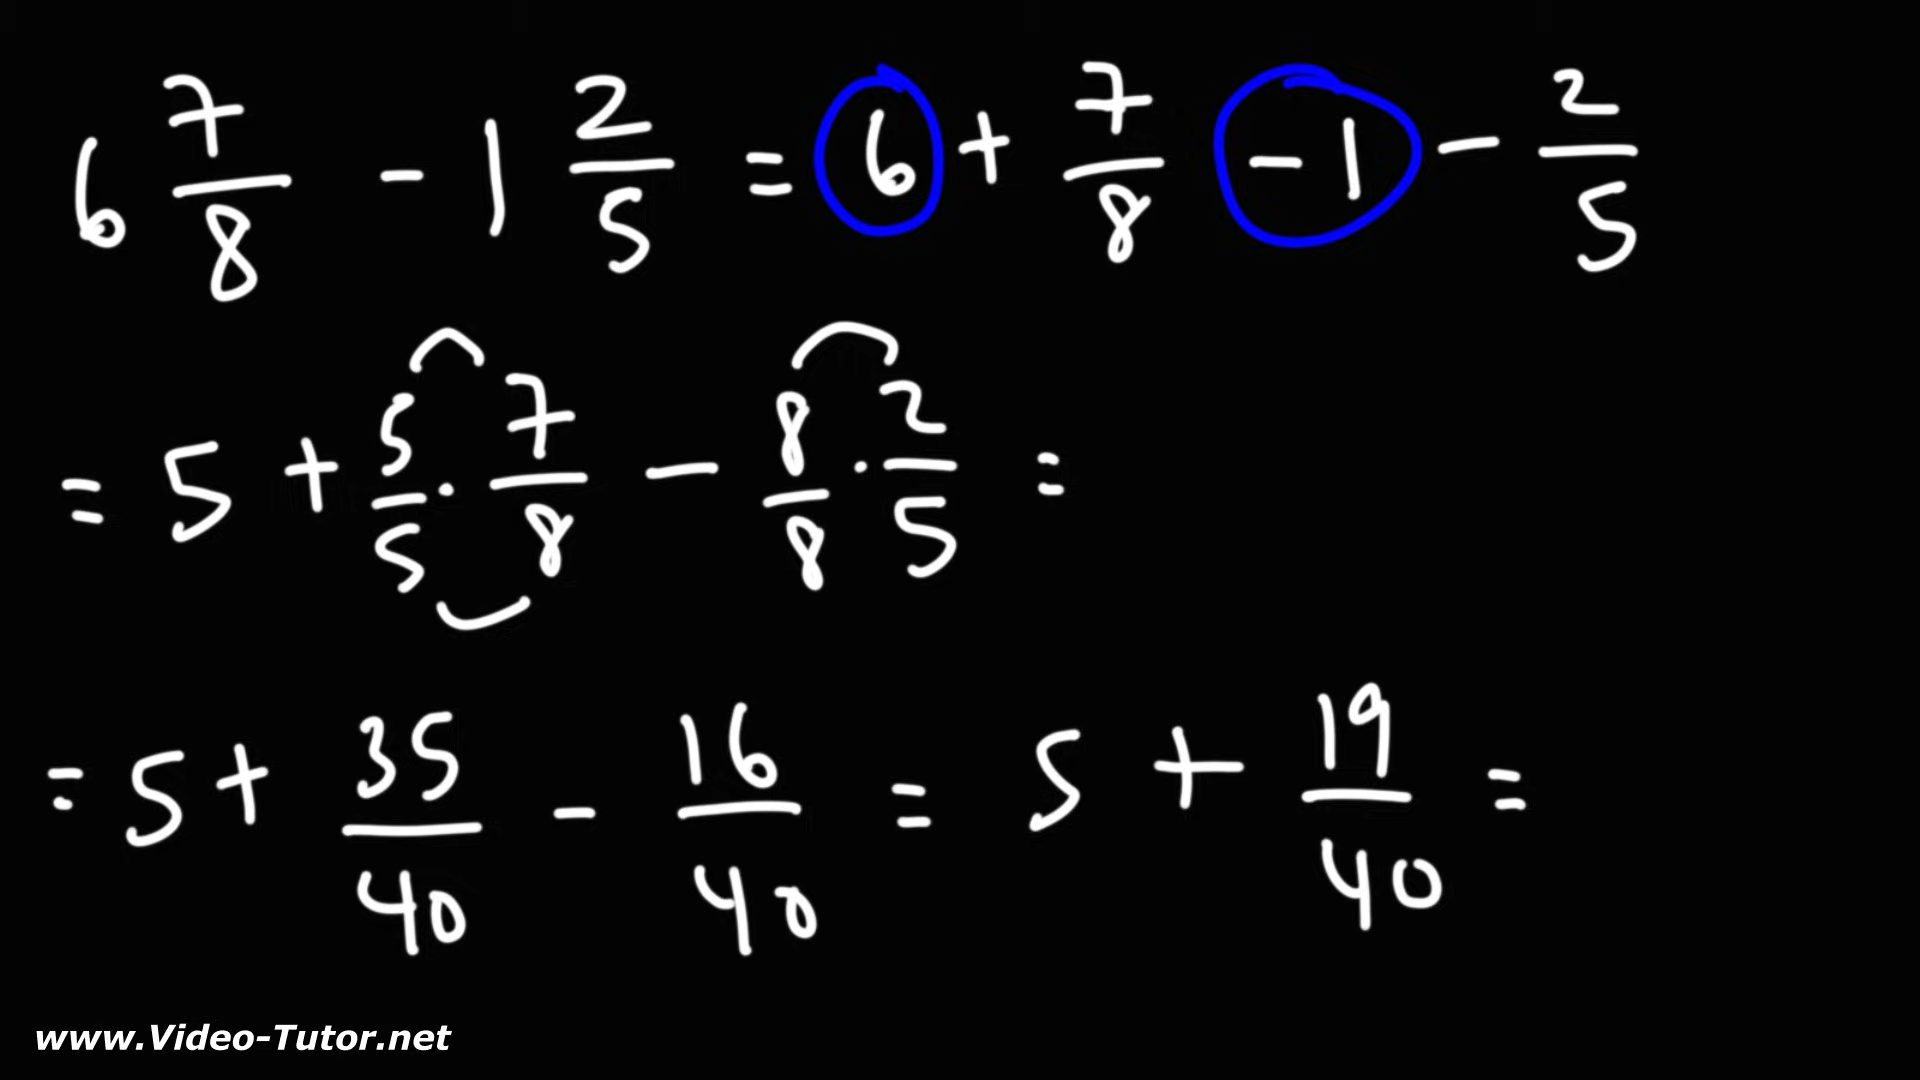 6 7/8 - 1 2/5 = 6 + 7/8 - 1 - 2/5
= 5 + 5/5 · 7/8 - 8/8 · 2/5 =
= 5 + 35/40 - 16/40 = 5 + 19/40 =
www.Video-Tutor.net